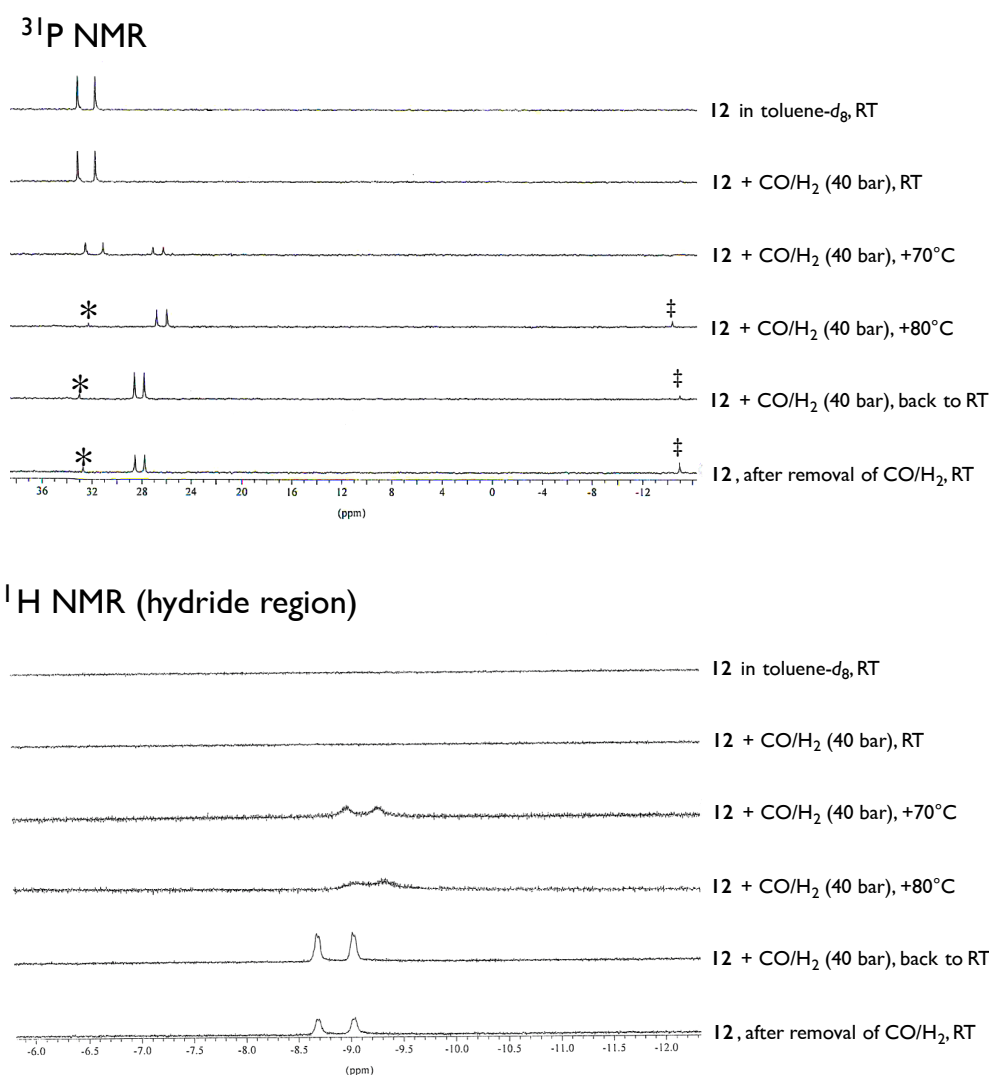 ³¹P NMR
12 in toluene-d₈, RT
12 + CO/H₂ (40 bar), RT
12 + CO/H₂ (40 bar), +70°C
* ‡ 12 + CO/H₂ (40 bar), +80°C
* ‡ 12 + CO/H₂ (40 bar), back to RT
* ‡ 12, after removal of CO/H₂, RT
36 32 28 24 20 16 12 8 4 0 -4 -8 -12
(ppm)
¹H NMR (hydride region)
12 in toluene-d₈, RT
12 + CO/H₂ (40 bar), RT
12 + CO/H₂ (40 bar), +70°C
12 + CO/H₂ (40 bar), +80°C
12 + CO/H₂ (40 bar), back to RT
12, after removal of CO/H₂, RT
-6.0 -6.5 -7.0 -7.5 -8.0 -8.5 -9.0 -9.5 -10.0 -10.5 -11.0 -11.5 -12.0
(ppm)